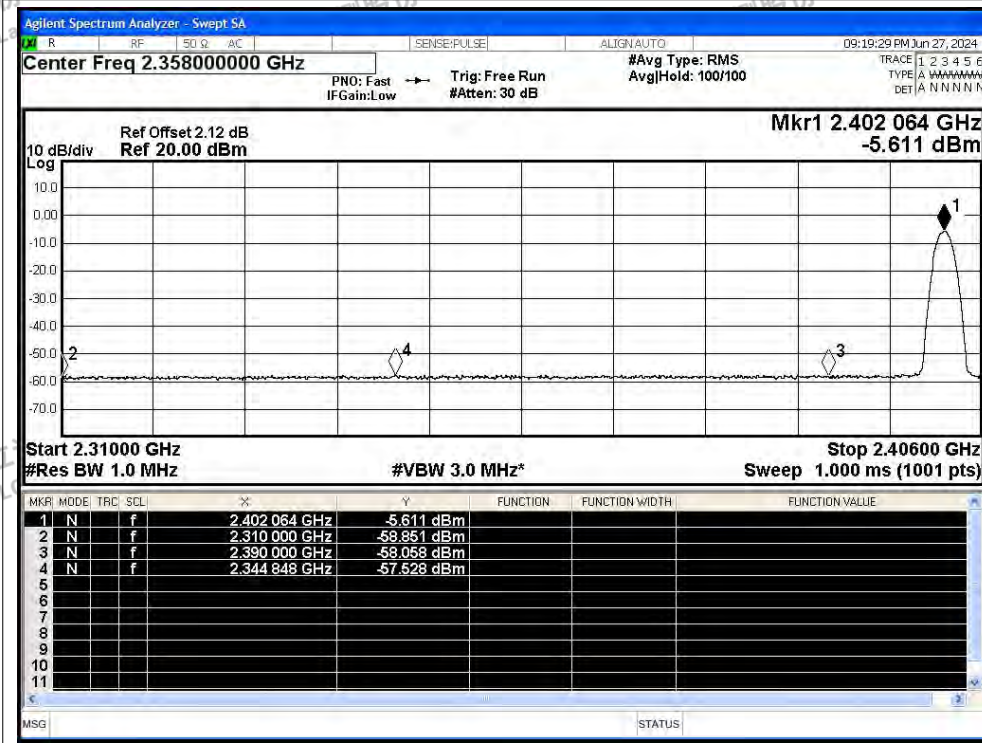 Agilent Spectrum Analyzer - Swept SA
R RF 50 Ω AC SENSE:PULSE ALIGNAUTO 09:19:29 PM Jun 27, 2024
Center Freq 2.358000000 GHz #Avg Type: RMS TRACE 1 2 3 4 5 6
PNO: Fast Trig: Free Run Avg|Hold: 100/100 TYPE A
IFGain:Low #Atten: 30 dB DET A N N N N N
Ref Offset 2.12 dB Mkr1 2.402 064 GHz
10 dB/div Ref 20.00 dBm -5.611 dBm
Log
10.0
0.00
-10.0
-20.0
-30.0
-40.0
-50.0
-60.0
-70.0
1
2
4
3
Start 2.31000 GHz Stop 2.40600 GHz
#Res BW 1.0 MHz #VBW 3.0 MHz* Sweep 1.000 ms (1001 pts)
MKR MODE TRC SCL X Y FUNCTION FUNCTION WIDTH FUNCTION VALUE
1 N f 2.402 064 GHz -5.611 dBm
2 N f 2.310 000 GHz -58.851 dBm
3 N f 2.390 000 GHz -58.058 dBm
4 N f 2.344 848 GHz -57.528 dBm
5
6
7
8
9
10
11
MSG STATUS